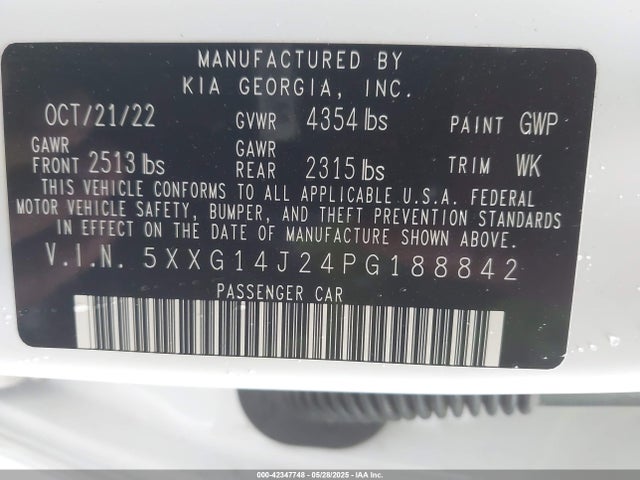 MANUFACTURED BY
KIA GEORGIA, INC.
OCT/21/22 GVWR 4354 lbs PAINT GWP
GAWR FRONT 2513 lbs GAWR REAR 2315 lbs TRIM WK
THIS VEHICLE CONFORMS TO ALL APPLICABLE U.S.A. FEDERAL
MOTOR VEHICLE SAFETY, BUMPER, AND THEFT PREVENTION STANDARDS
IN EFFECT ON THE DATE OF MANUFACTURE SHOWN ABOVE.
V.I.N. 5XXG14J24PG188842
PASSENGER CAR
000-42347748 - 05/28/2025 - IAA Inc.